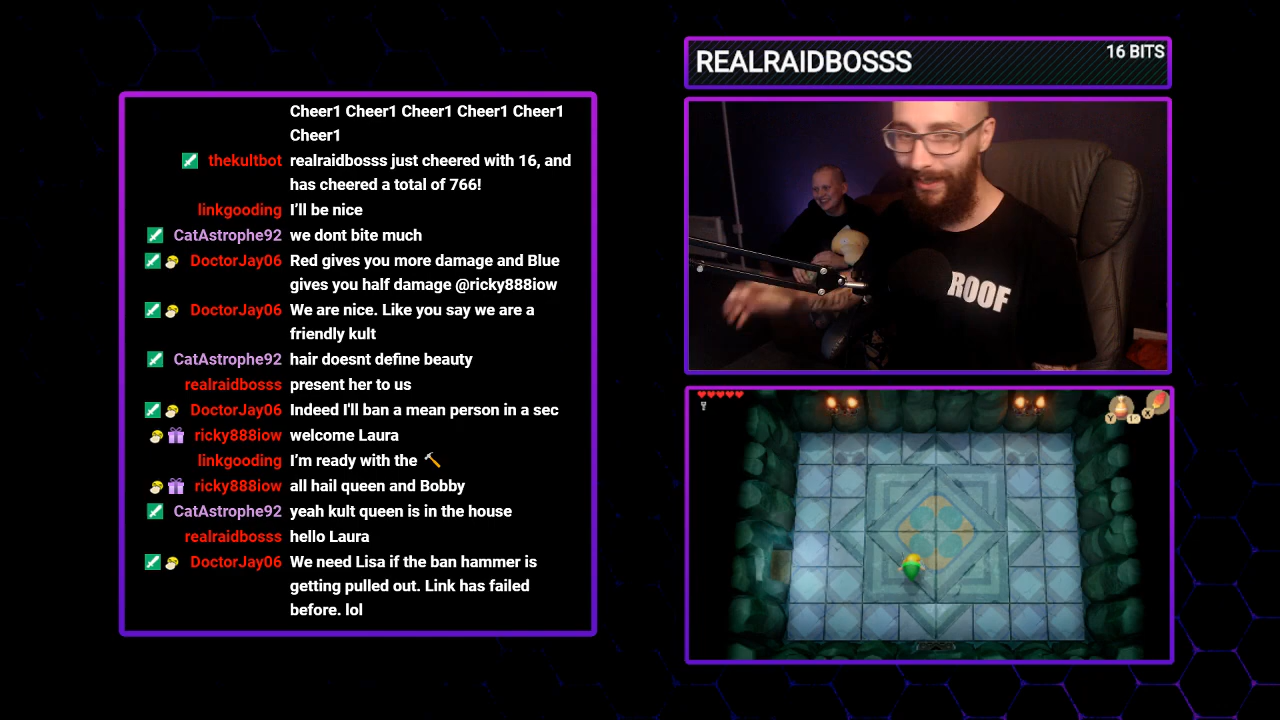 Cheer1 Cheer1 Cheer1 Cheer1 Cheer1
Cheer1
thekultbot realraidbosss just cheered with 16, and
has cheered a total of 766!
linkgooding I'll be nice
CatAstrophe92 we dont bite much
DoctorJay06 Red gives you more damage and Blue
gives you half damage @ricky888iow
DoctorJay06 We are nice. Like you say we are a
friendly kult
CatAstrophe92 hair doesnt define beauty
realraidbosss present her to us
DoctorJay06 Indeed I'll ban a mean person in a sec
ricky888iow welcome Laura
linkgooding I'm ready with the 🔨
ricky888iow all hail queen and Bobby
CatAstrophe92 yeah kult queen is in the house
realraidbosss hello Laura
DoctorJay06 We need Lisa if the ban hammer is
getting pulled out. Link has failed
before. lol
REALRAIDBOSSS
16 BITS
ROOF
Y
X